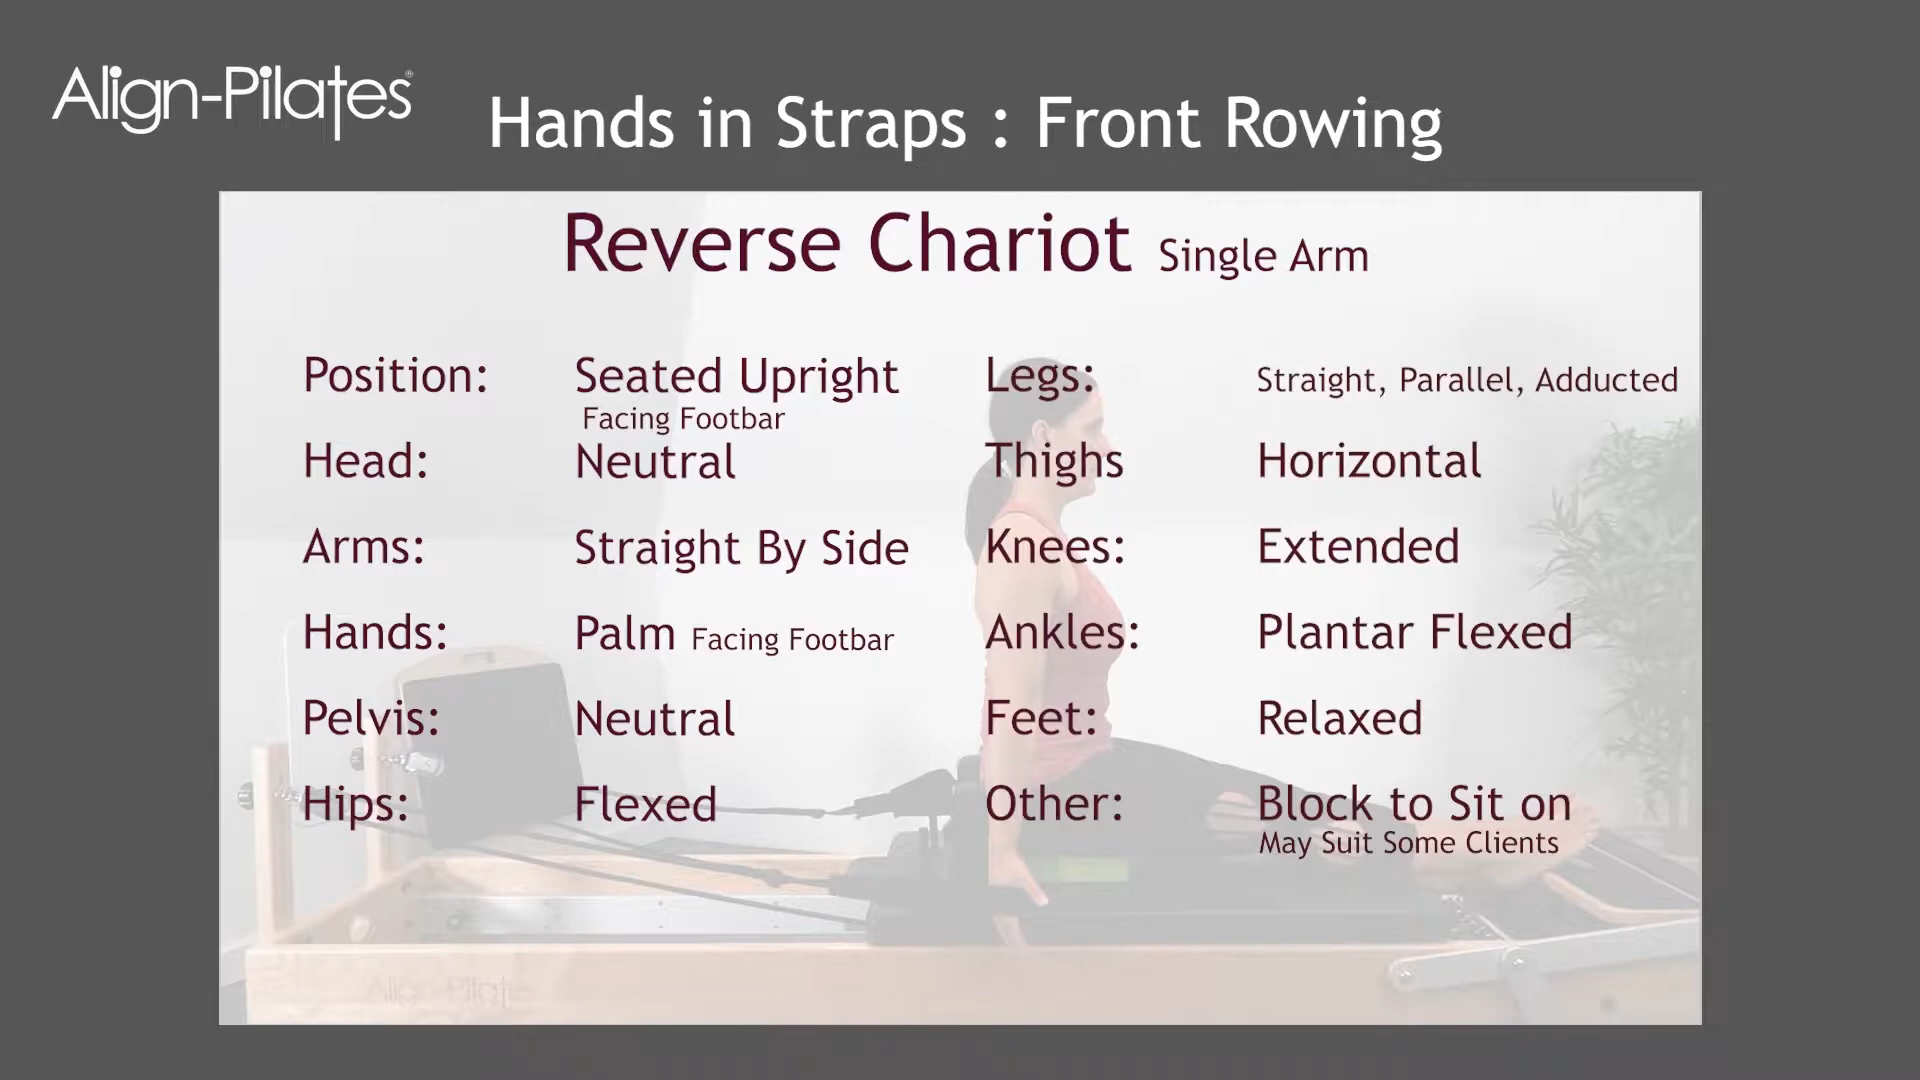 Align-Pilates®
Hands in Straps : Front Rowing
Reverse Chariot Single Arm
Position: Seated Upright
Facing Footbar
Head: Neutral
Arms: Straight By Side
Hands: Palm Facing Footbar
Pelvis: Neutral
Hips: Flexed
Legs: Straight, Parallel, Adducted
Thighs Horizontal
Knees: Extended
Ankles: Plantar Flexed
Feet: Relaxed
Other: Block to Sit on
May Suit Some Clients
Align-Pilates